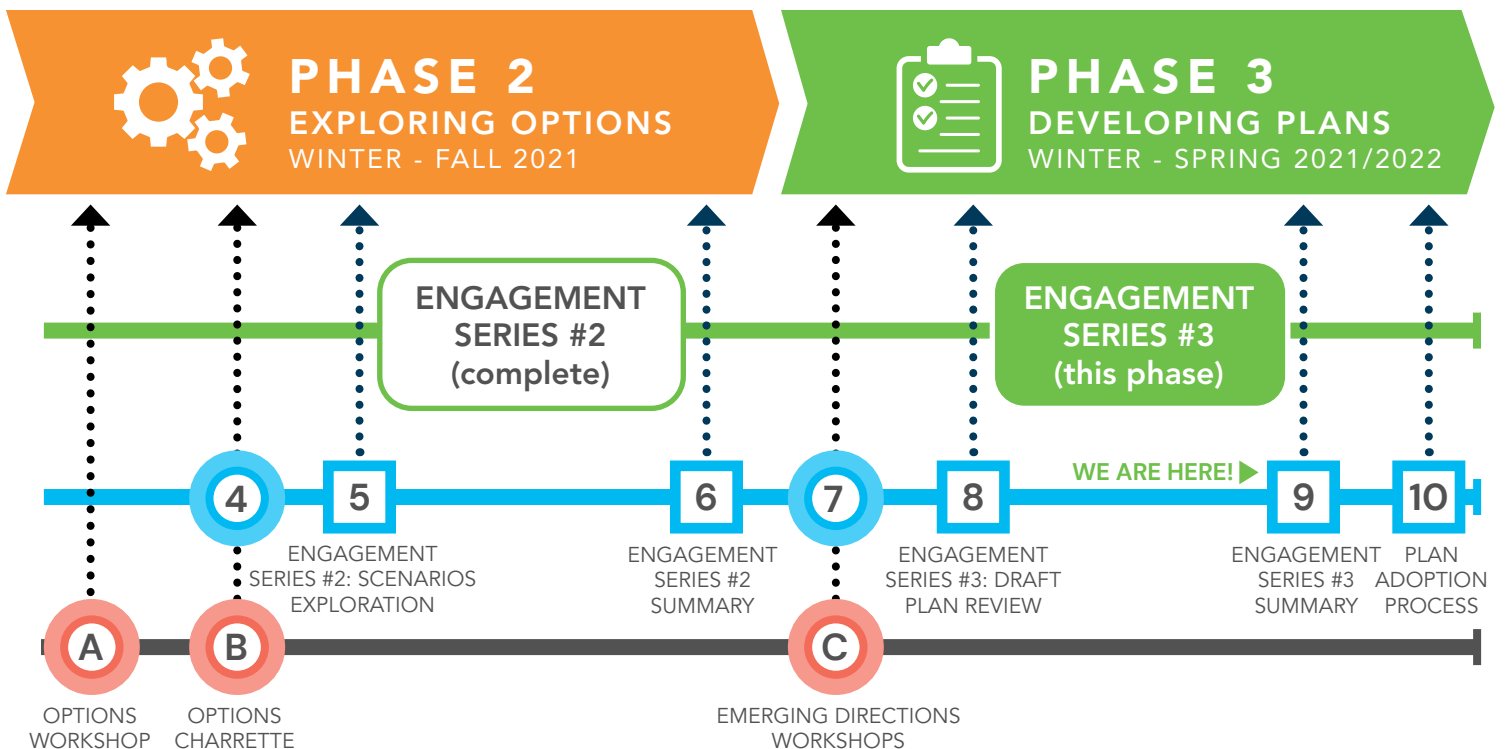 PHASE 2
EXPLORING OPTIONS
WINTER - FALL 2021
PHASE 3
DEVELOPING PLANS
WINTER - SPRING 2021/2022
ENGAGEMENT
SERIES #2
(complete)
ENGAGEMENT
SERIES #3
(this phase)
WE ARE HERE!
4
5
6
7
8
9
10
ENGAGEMENT
SERIES #2: SCENARIOS
EXPLORATION
ENGAGEMENT
SERIES #2
SUMMARY
ENGAGEMENT
SERIES #3: DRAFT
PLAN REVIEW
ENGAGEMENT
SERIES #3
SUMMARY
PLAN
ADOPTION
PROCESS
A
B
C
OPTIONS
WORKSHOP
OPTIONS
CHARRETTE
EMERGING DIRECTIONS
WORKSHOPS